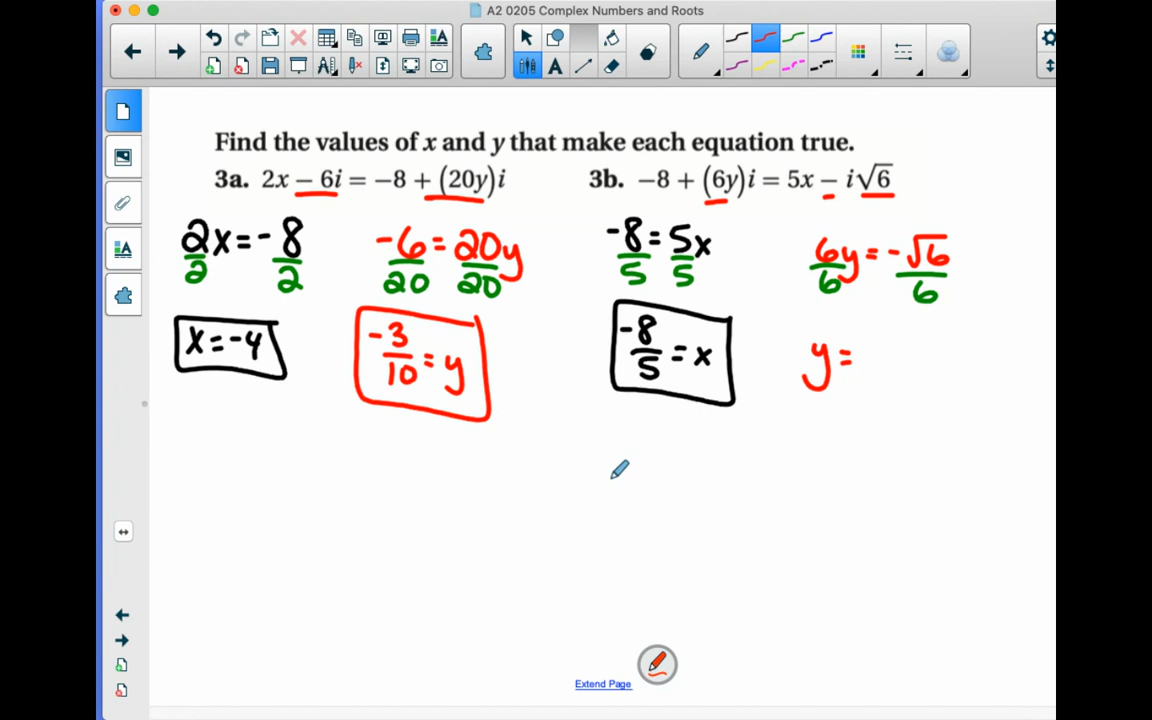 A2 0205 Complex Numbers and Roots
Find the values of x and y that make each equation true.
3a. 2x − 6i = −8 + (20y)i
3b. −8 + (6y)i = 5x − i√6
2x = -8
2 2
x = -4
-6 = 20y
20 20
-3/10 = y
-8 = 5x
5 5
-8/5 = x
6y = -√6
6 6
y =
Extend Page